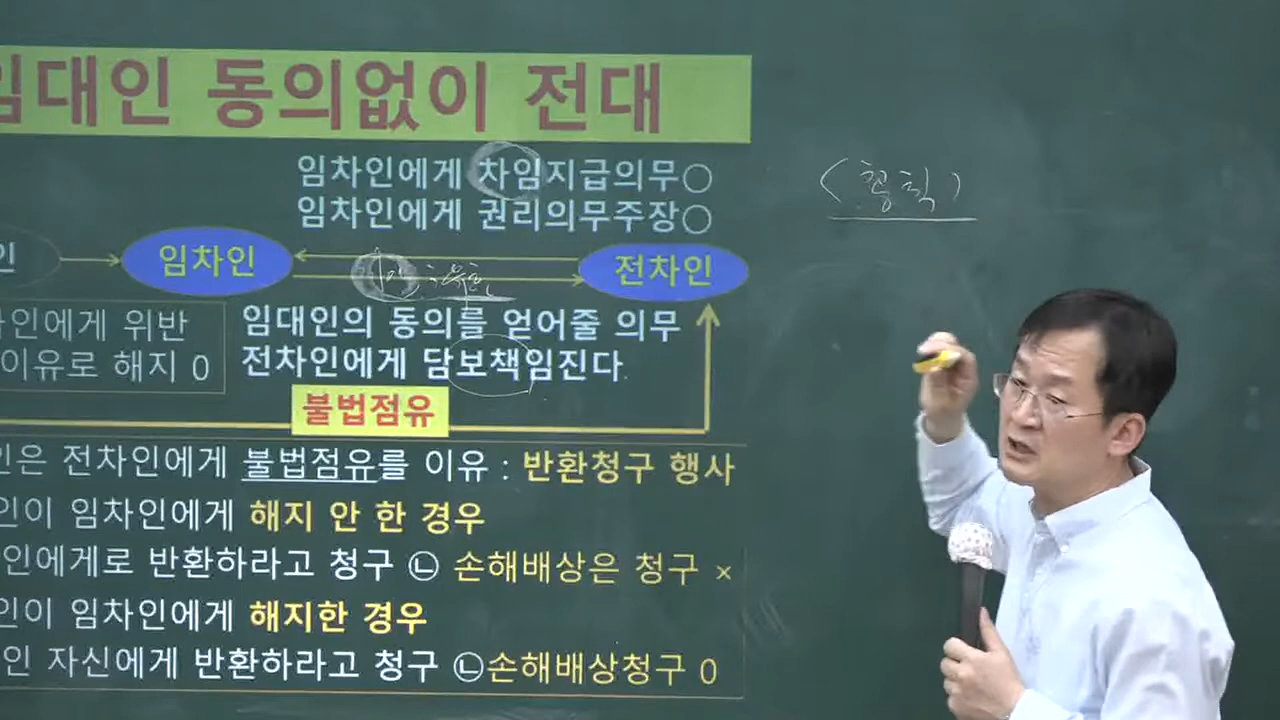 임대인 동의없이 전대
임차인에게 차임지급의무○
임차인에게 권리의무주장○
인 임차인 전차인
인에게 위반
이유로 해지 0
임대인의 동의를 얻어줄 의무
전차인에게 담보책임진다.
불법점유
인은 전차인에게 불법점유를 이유 : 반환청구 행사
인이 임차인에게 해지 안 한 경우
인에게로 반환하라고 청구 ㉡ 손해배상은 청구 ×
인이 임차인에게 해지한 경우
인 자신에게 반환하라고 청구 ㉡손해배상청구 0